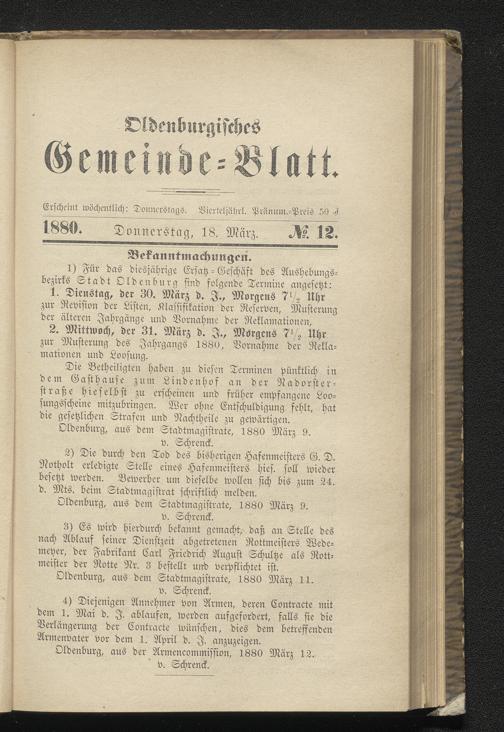 Oldenburgisches
Gemeinde=Blatt.
Erscheint wöchentlich: Donnerstags. Vierteljährl. Pränum.=Preis 50 ₰
1880. Donnerstag, 18. März. № 12.
Bekanntmachungen.
1) Für das diesjährige Ersatz=Geschäft des Aushebungs=
bezirks Stadt Oldenburg sind folgende Termine angesetzt:
1. Dienstag, der 30. März d. J., Morgens 7½ Uhr
zur Revision der Listen, Klassifikation der Reserven, Musterung
der älteren Jahrgänge und Vornahme der Reklamationen,
2. Mittwoch, der 31. März d. J., Morgens 7½ Uhr
zur Musterung des Jahrgangs 1880, Vornahme der Rekla=
mationen und Loosung.
Die Betheiligten haben zu diesen Terminen pünktlich in
dem Gasthause zum Lindenhof an der Nadorster=
straße hieselbst zu erscheinen und früher empfangene Loo=
sungsscheine mitzubringen. Wer ohne Entschuldigung fehlt, hat
die gesetzlichen Strafen und Nachtheile zu gewärtigen.
Oldenburg, aus dem Stadtmagistrate, 1880 März 9.
v. Schrenck.
2) Die durch den Tod des bisherigen Hafenmeisters G. D.
Notholt erledigte Stelle eines Hafenmeisters hies. soll wieder
besetzt werden. Bewerber um dieselbe wollen sich bis zum 24.
d. Mts. beim Stadtmagistrat schriftlich melden.
Oldenburg, aus dem Stadtmagistrate, 1880 März 9.
v. Schrenck.
3) Es wird hierdurch bekannt gemacht, daß an Stelle des
nach Ablauf seiner Dienstzeit abgetretenen Rottmeisters Wede=
meyer, der Fabrikant Carl Friedrich August Schultze als Rott=
meister der Rotte Nr. 3 bestellt und verpflichtet ist.
Oldenburg, aus dem Stadtmagistrate, 1880 März 11.
v. Schrenck.
4) Diejenigen Annehmer von Armen, deren Contracte mit
dem 1. Mai d. J. ablaufen, werden aufgefordert, falls sie die
Verlängerung der Contracte wünschen, dies dem betreffenden
Armenvater vor dem 1. April d. J. anzuzeigen.
Oldenburg, aus der Armencommission, 1880 März 12.
v. Schrenck.